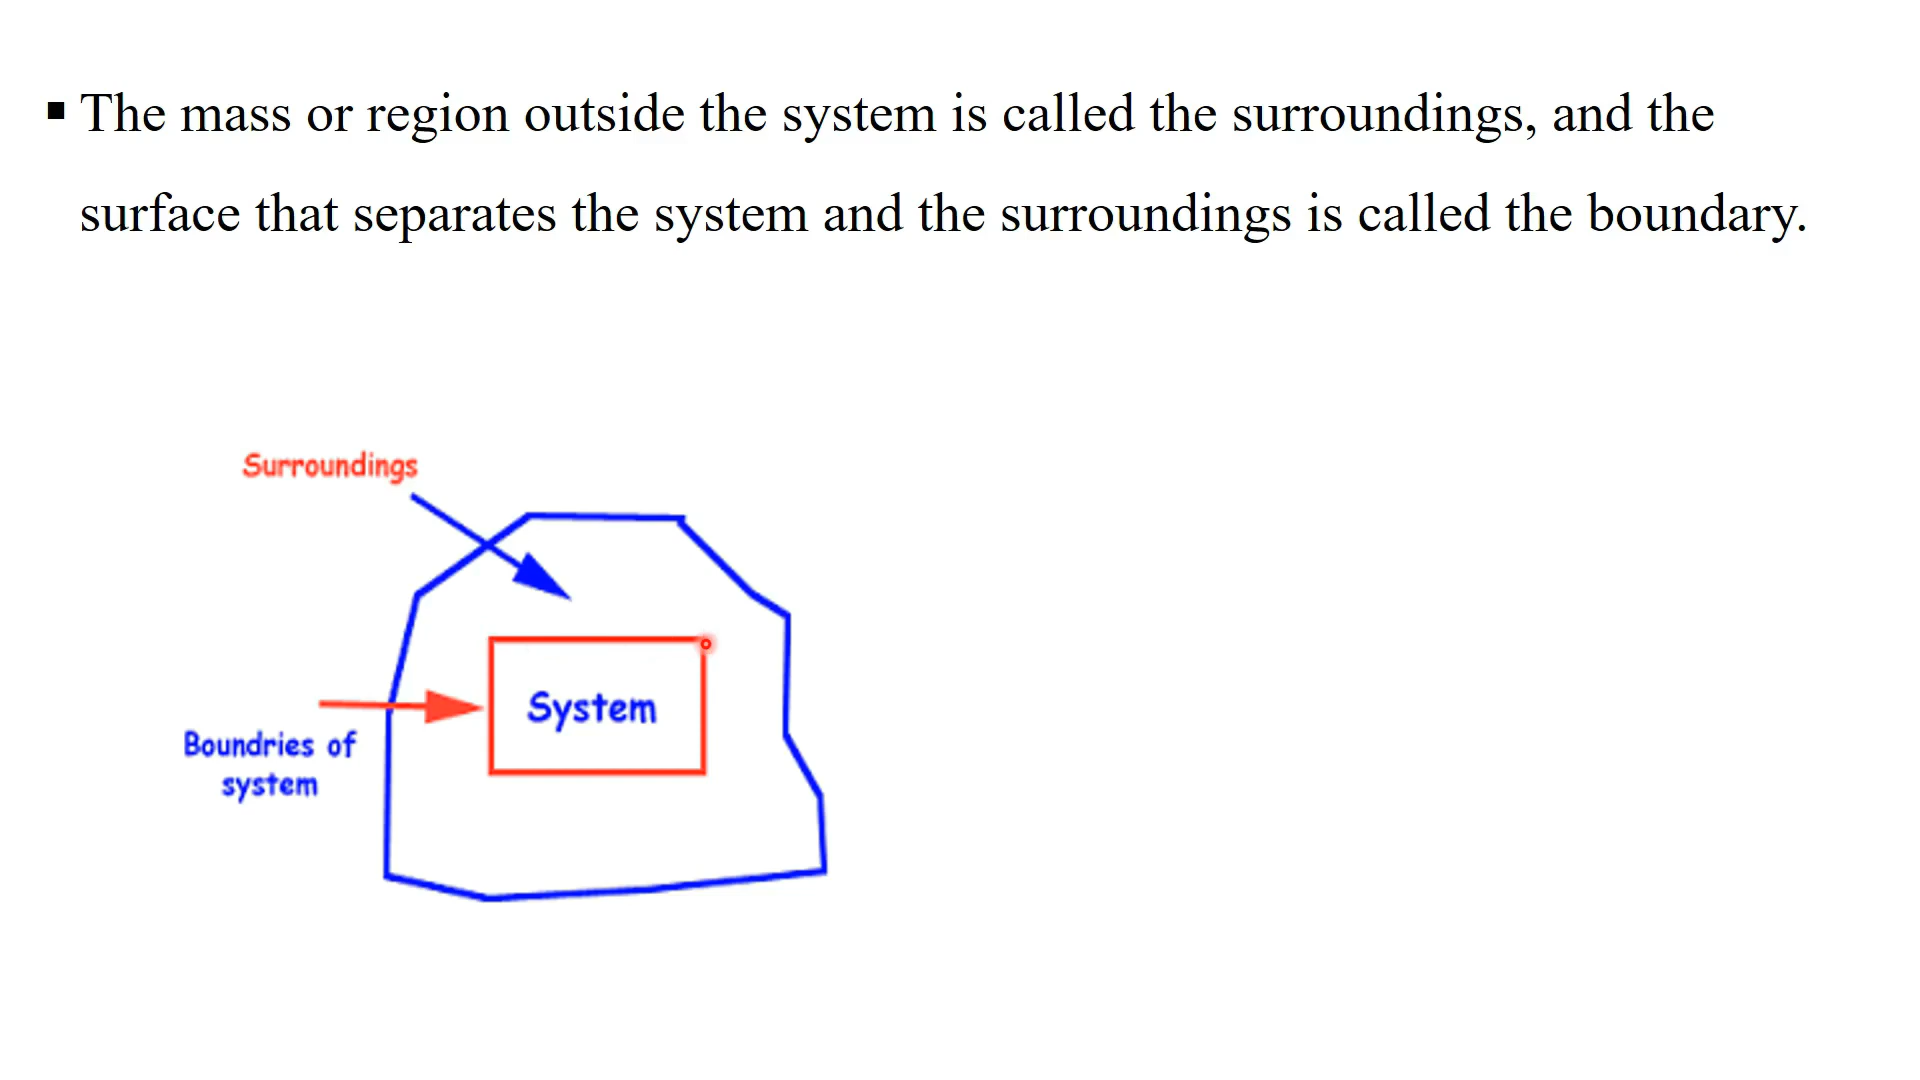 ▪ The mass or region outside the system is called the surroundings, and the
surface that separates the system and the surroundings is called the boundary.
Surroundings
System
Boundries of
system